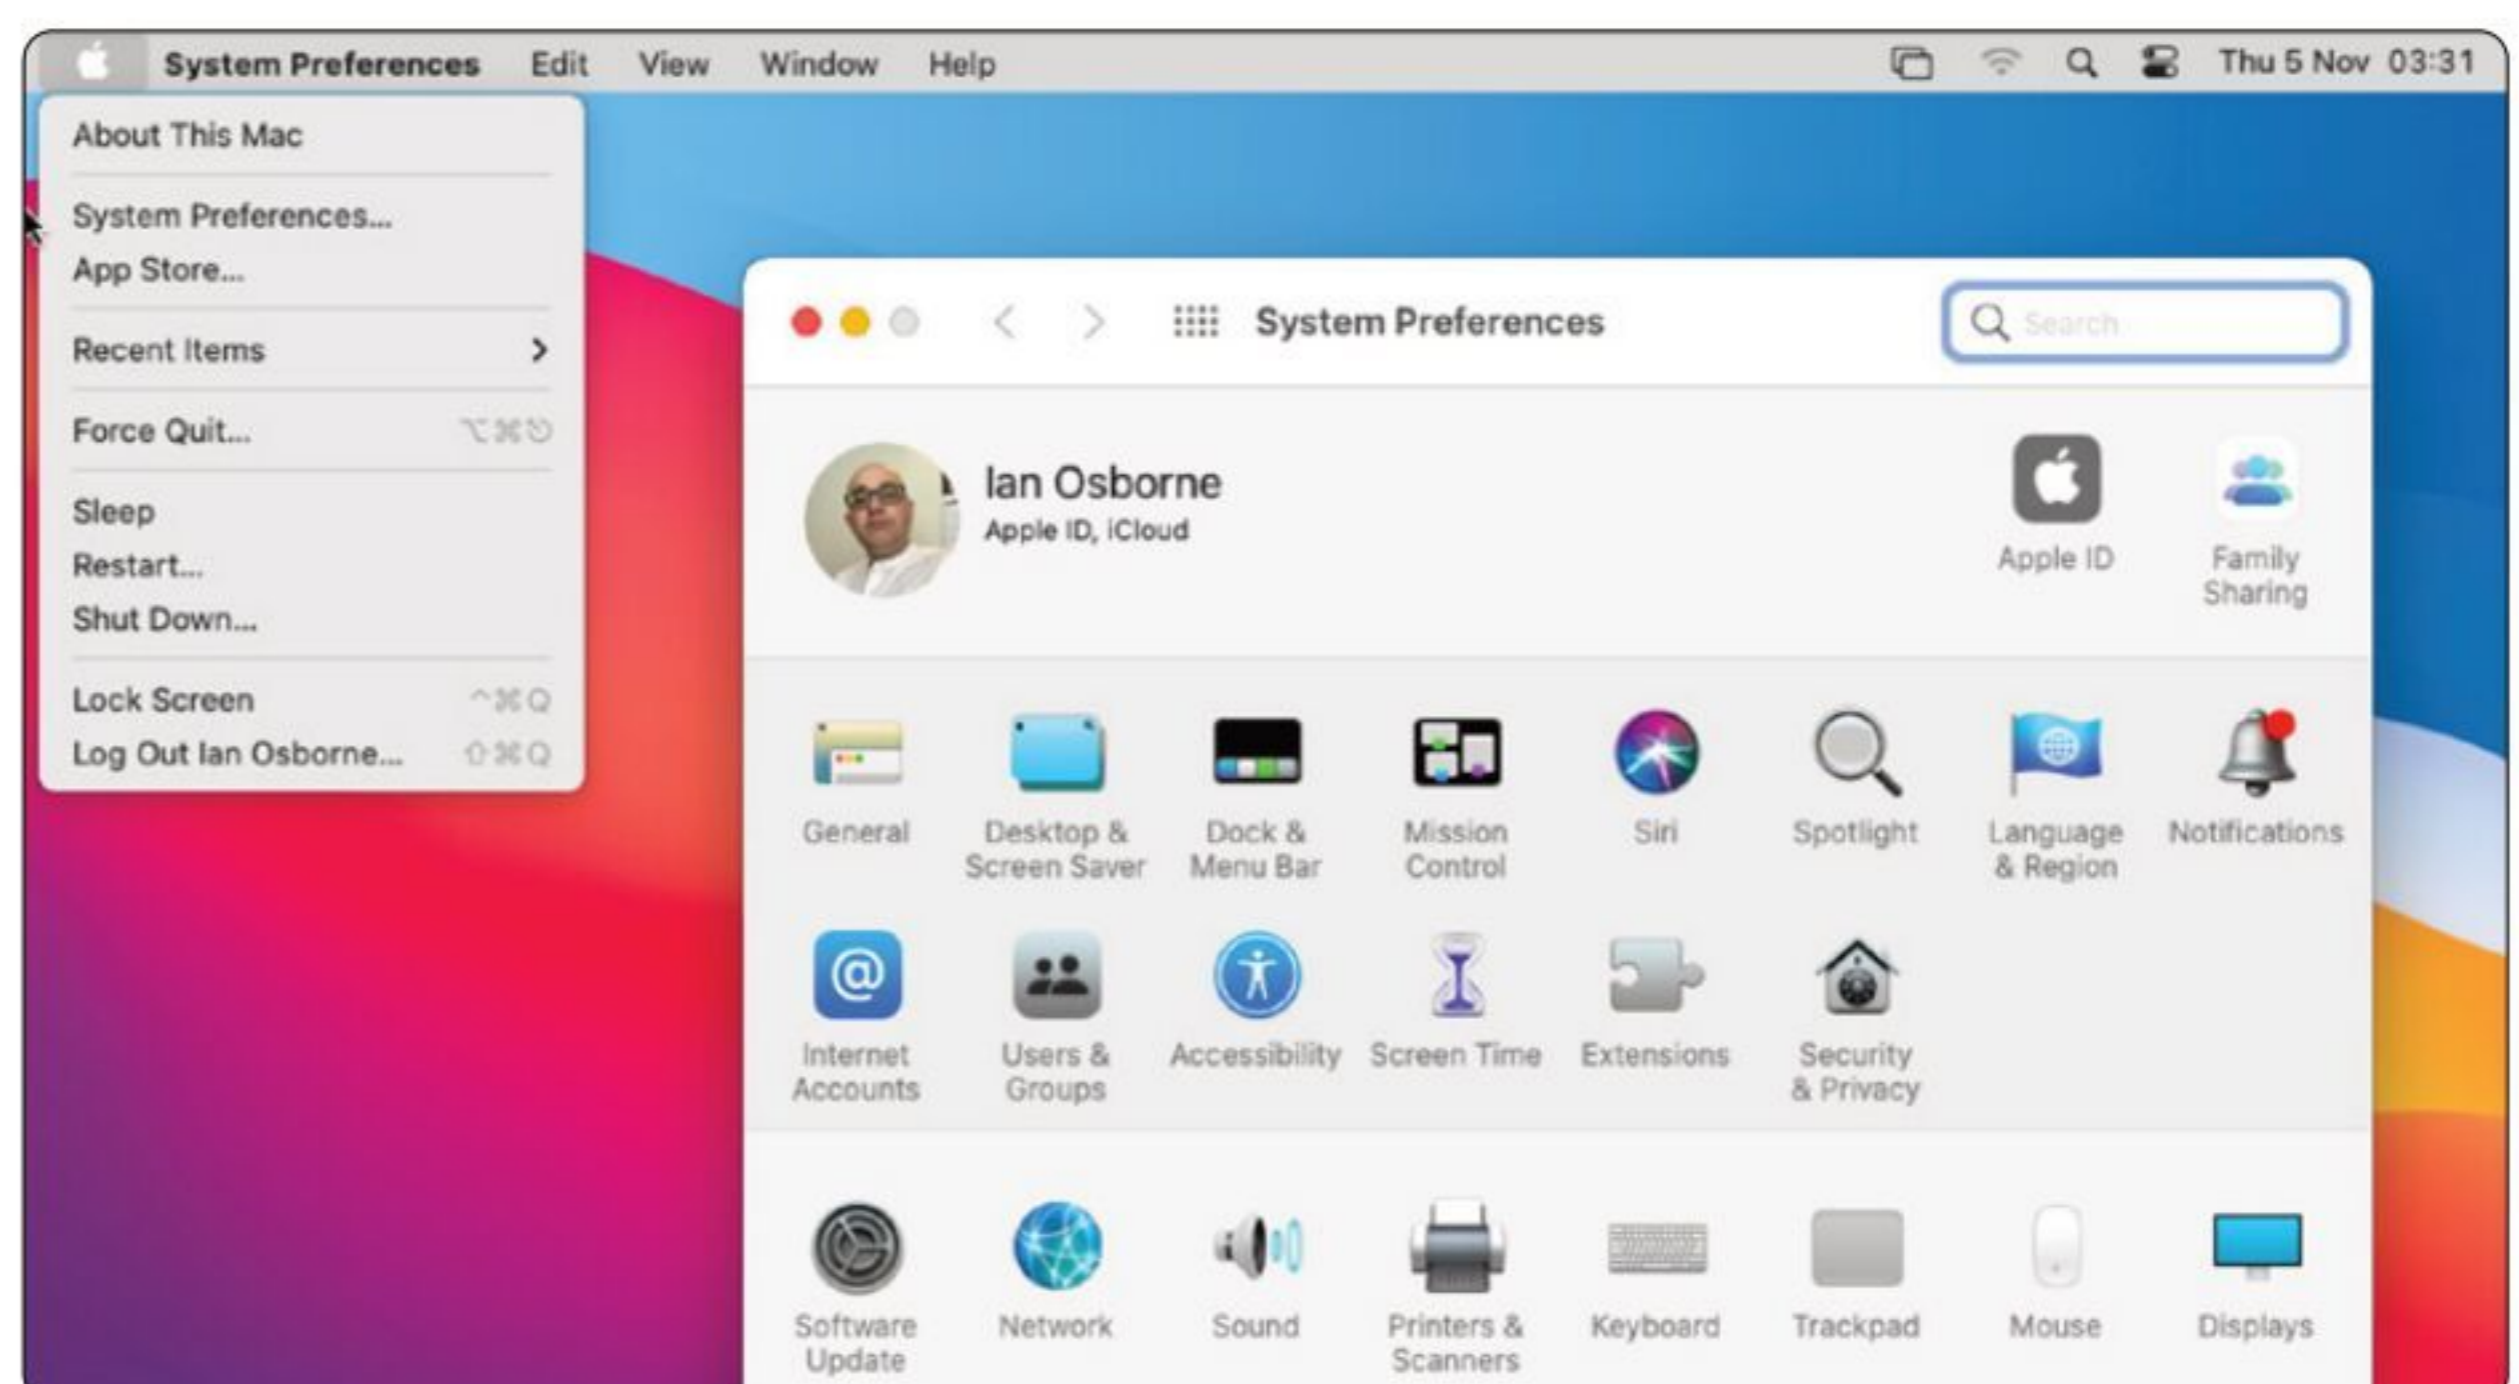 System Preferences Edit View Window Help Thu 5 Nov 03:31
About This Mac
System Preferences...
App Store...
Recent Items
Force Quit... ⌥⌘⎋
Sleep
Restart...
Shut Down...
Lock Screen ^⌘Q
Log Out Ian Osborne... ⇧⌘Q
System Preferences
Search
Ian Osborne
Apple ID, iCloud
Apple ID
Family
Sharing
General
Desktop &
Screen Saver
Dock &
Menu Bar
Mission
Control
Siri
Spotlight
Language
& Region
Notifications
Internet
Accounts
Users &
Groups
Accessibility
Screen Time
Extensions
Security
& Privacy
Software
Update
Network
Sound
Printers &
Scanners
Keyboard
Trackpad
Mouse
Displays